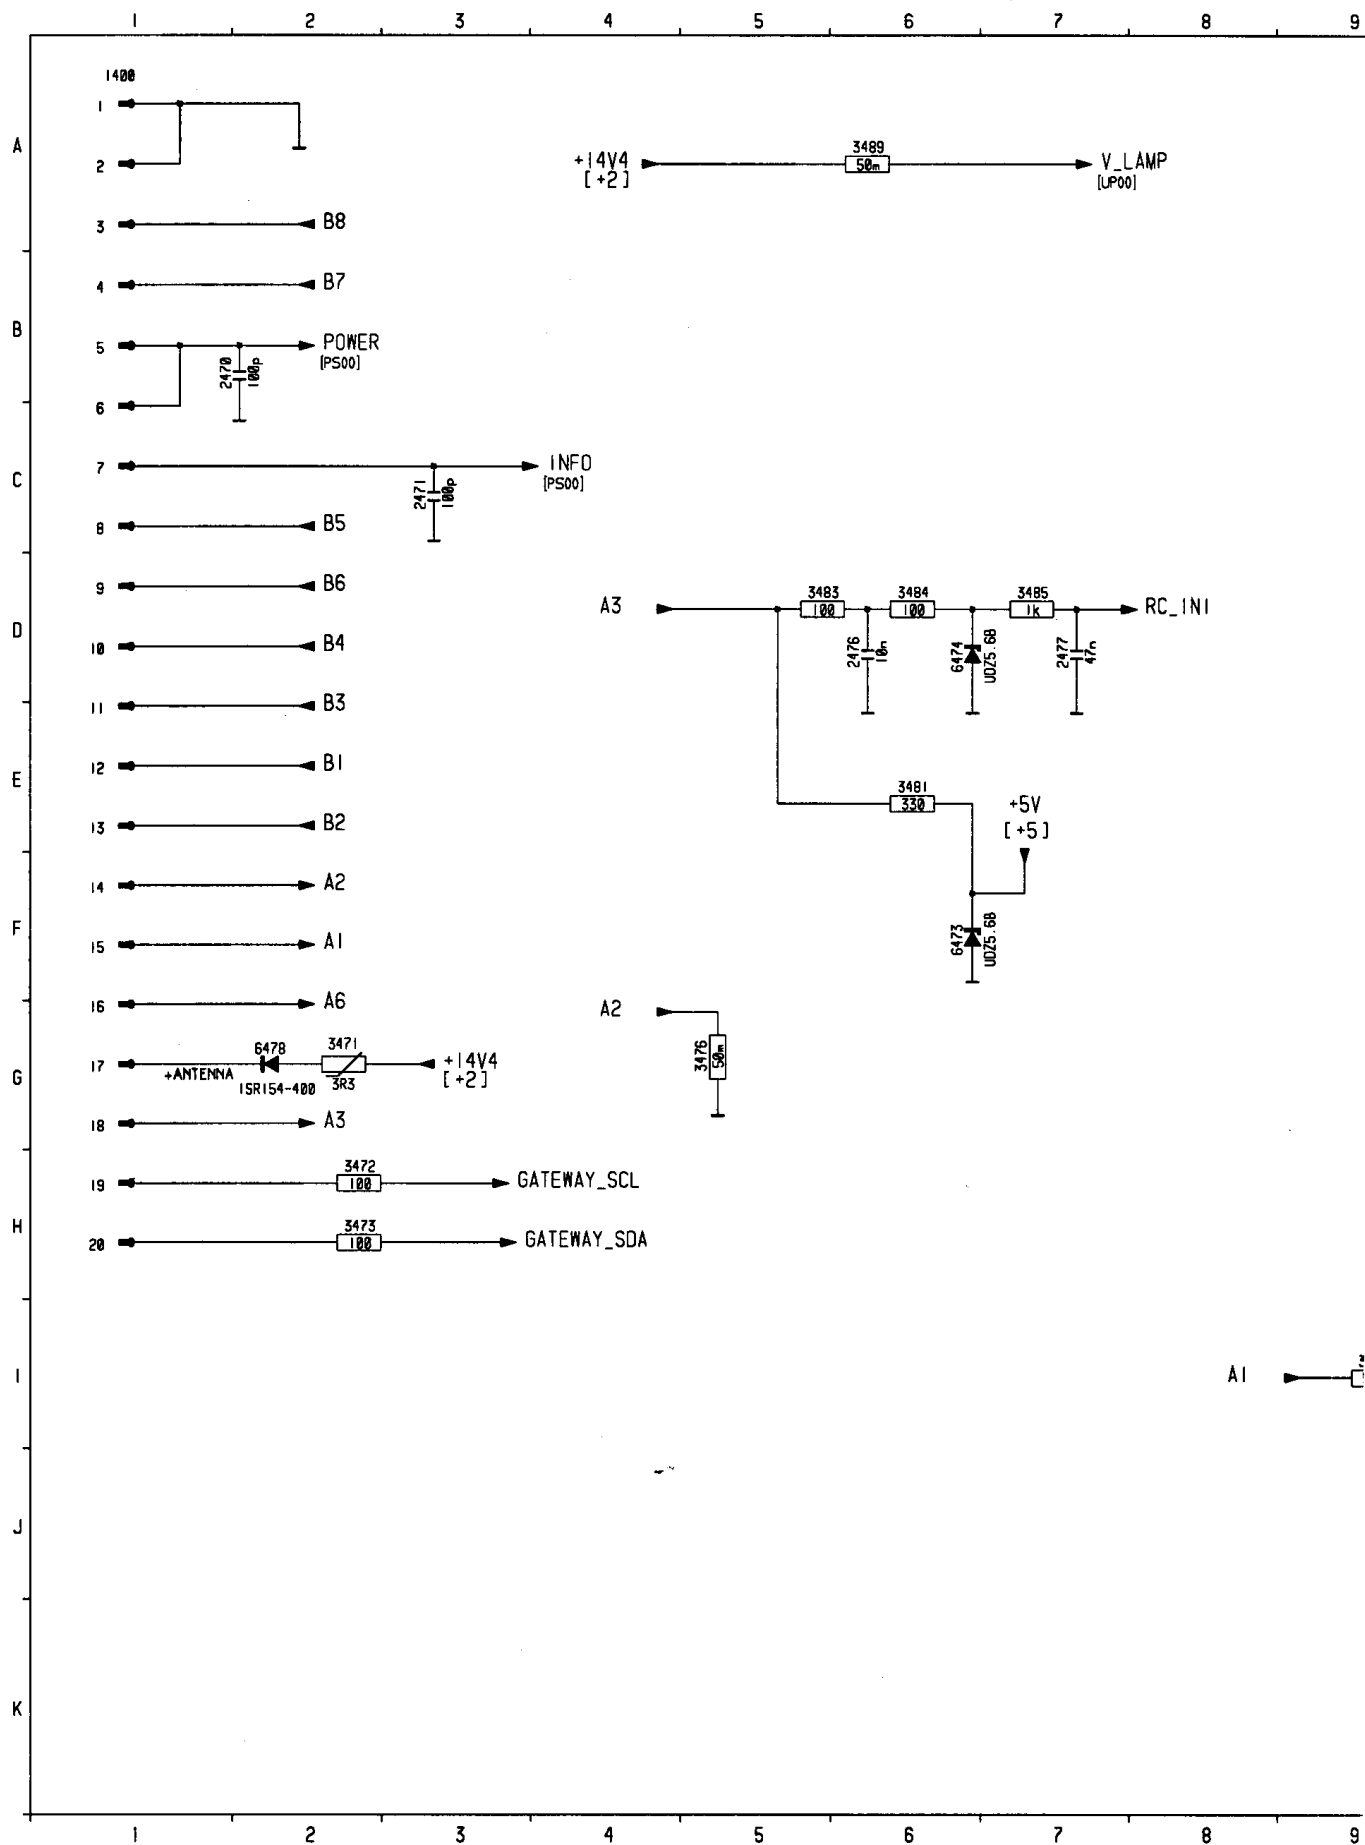 1 2 3 4 5 6 7 8 9
1400
1
A
2
+14V4
[+2]
3489
50m
V_LAMP
[UP00]
3
B8
4
B7
B
5
POWER
[PS00]
2470
100p
6
7
INFO
[PS00]
C
2471
100p
8
B5
9
B6
A3
3483
100
3484
100
3485
1k
RC_IN1
D
10
B4
2476
10n
6474
UDZ5.6B
2477
47n
11
B3
12
B1
E
3481
330
+5V
[+5]
13
B2
14
A2
F
15
A1
6473
UDZ5.6B
16
A6
A2
17
+ANTENNA
6478
1SR154-400
3471
3R3
+14V4
[+2]
3476
50m
G
18
A3
19
3472
100
GATEWAY_SCL
H
20
3473
100
GATEWAY_SDA
I
A1
J
K
1 2 3 4 5 6 7 8 9